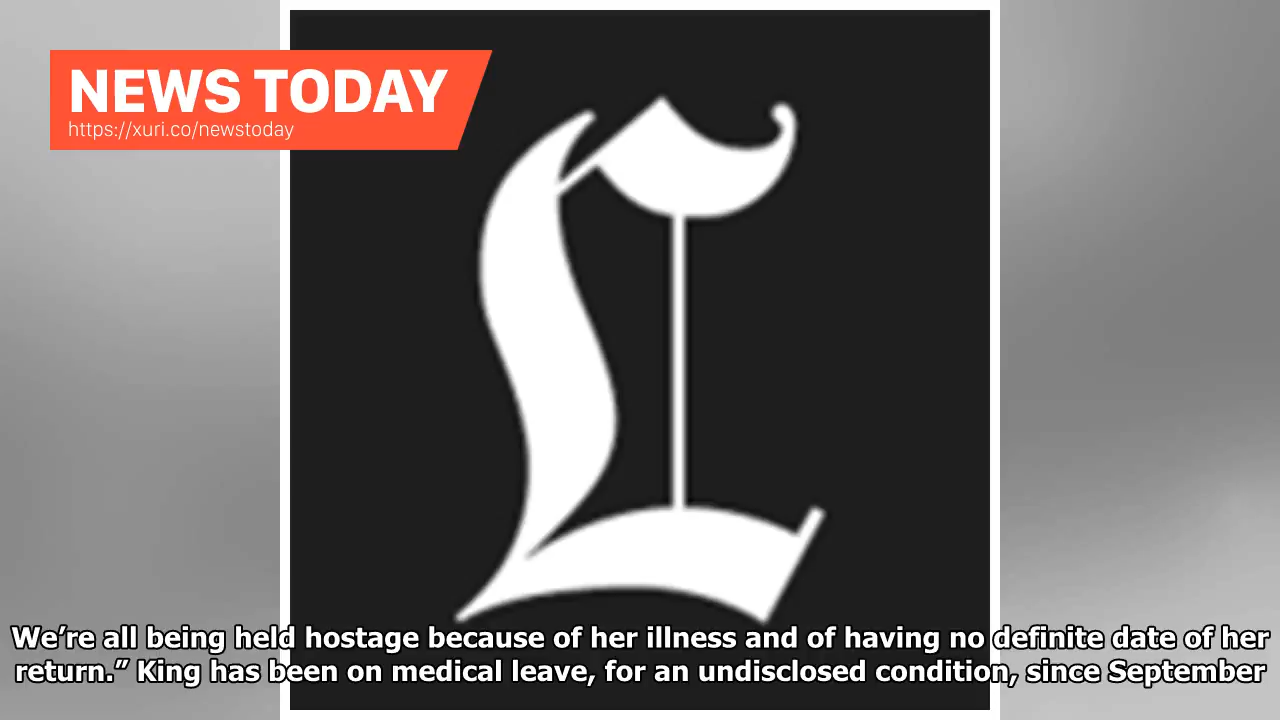 NEWS TODAY
https://xuri.co/newstoday
L
We’re all being held hostage because of her illness and of having no definite date of her
return.” King has been on medical leave, for an undisclosed condition, since September